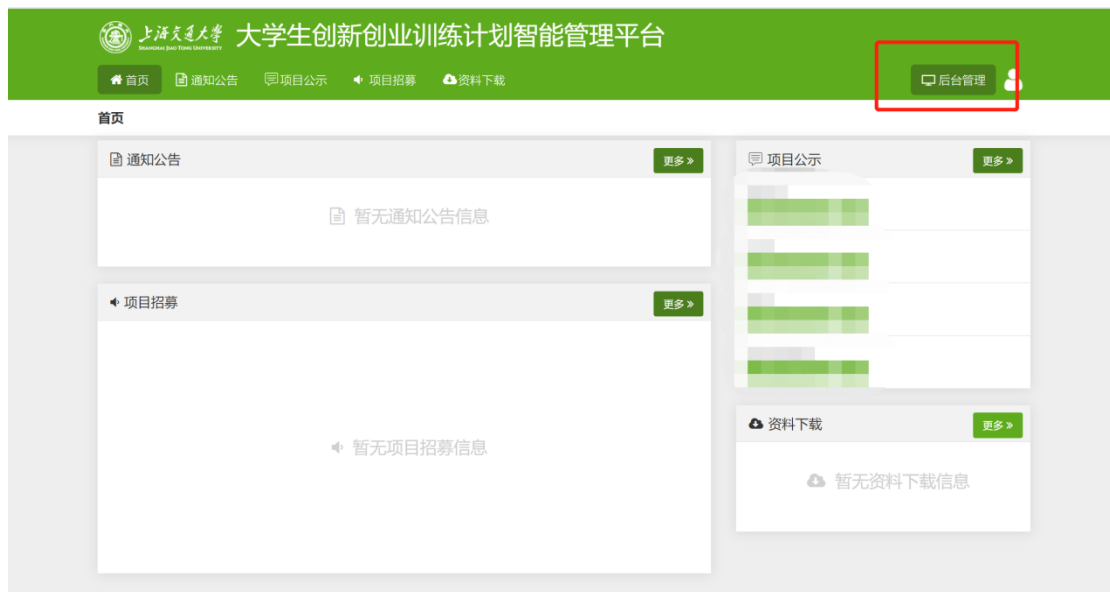 上海交通大学 大学生创新创业训练计划智能管理平台
SHANGHAI JIAO TONG UNIVERSITY
首页 通知公告 项目公示 项目招募 资料下载 后台管理
首页
通知公告 更多»
暂无通知公告信息
项目招募 更多»
暂无项目招募信息
项目公示 更多»
资料下载 更多»
暂无资料下载信息